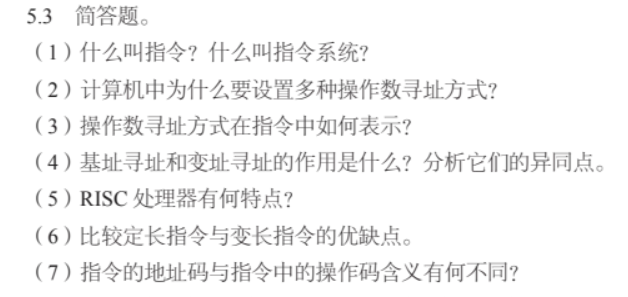 5.3 简答题。
（1）什么叫指令？什么叫指令系统？
（2）计算机中为什么要设置多种操作数寻址方式？
（3）操作数寻址方式在指令中如何表示？
（4）基址寻址和变址寻址的作用是什么？分析它们的异同点。
（5）RISC 处理器有何特点？
（6）比较定长指令与变长指令的优缺点。
（7）指令的地址码与指令中的操作码含义有何不同？